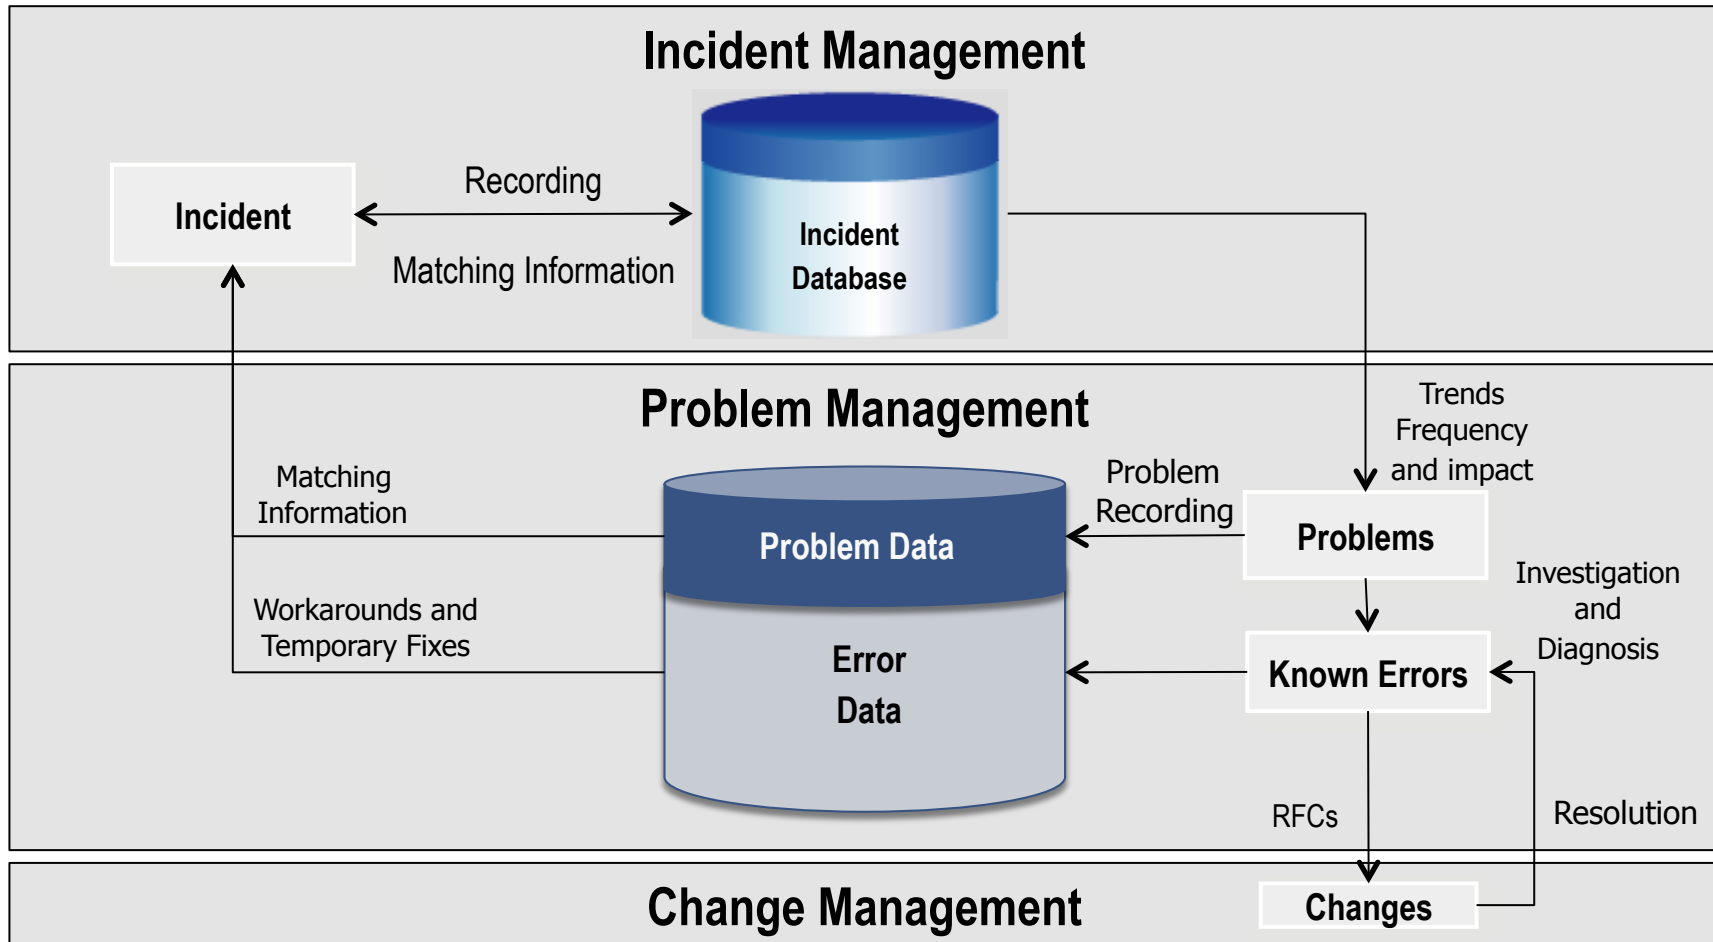 Incident Management
Recording
Incident
Matching Information
Incident
Database
Problem Management
Trends
Frequency
and impact
Matching
Information
Problem
Recording
Problem Data
Problems
Investigation
and
Diagnosis
Workarounds and
Temporary Fixes
Error
Data
Known Errors
RFCs
Resolution
Change Management
Changes